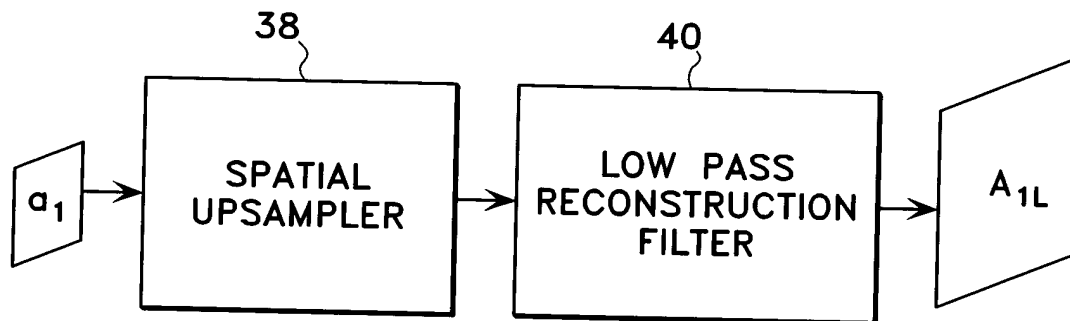 38
40
a1
SPATIAL
UPSAMPLER
LOW PASS
RECONSTRUCTION
FILTER
A1L